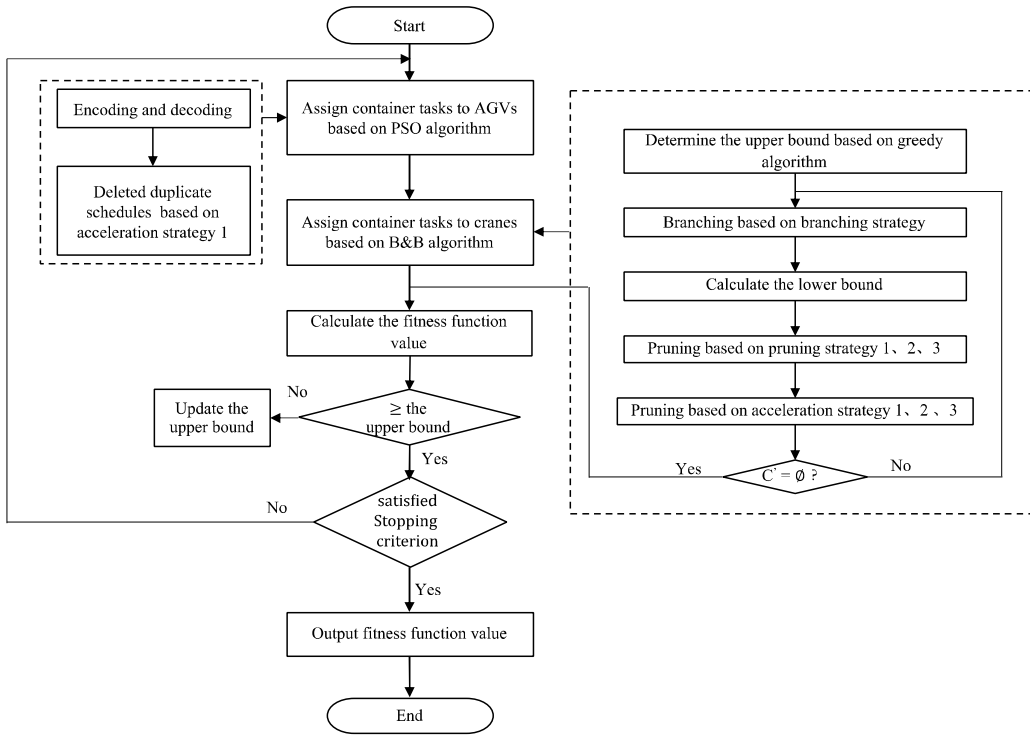 Start
Encoding and decoding
Deleted duplicate
schedules based on
acceleration strategy 1
Assign container tasks to AGVs
based on PSO algorithm
Assign container tasks to cranes
based on B&B algorithm
Calculate the fitness function
value
≥ the
upper bound
No
Update the
upper bound
Yes
satisfied
Stopping
criterion
No
Yes
Output fitness function value
End
Determine the upper bound based on greedy
algorithm
Branching based on branching strategy
Calculate the lower bound
Pruning based on pruning strategy 1、2、3
Pruning based on acceleration strategy 1、2 、3
C' = ∅ ?
Yes
No